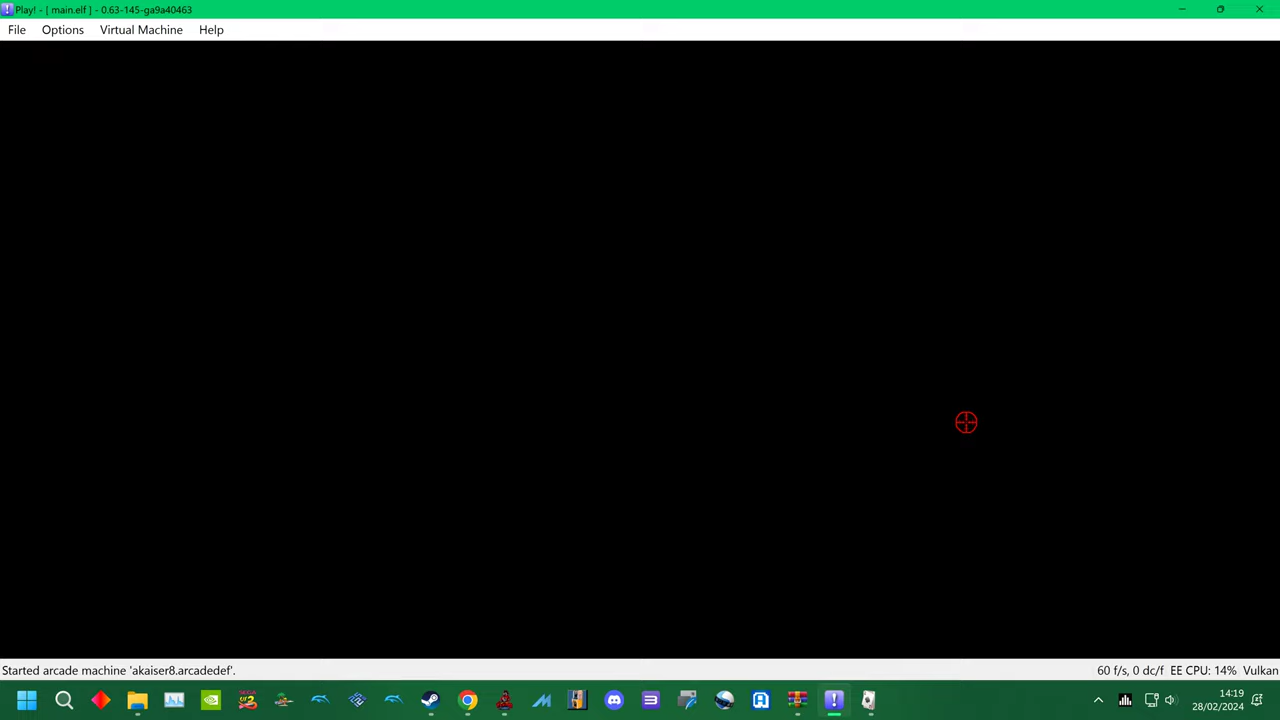 Play! - [ main.elf ] - 0.63-145-ga9a40463
File Options Virtual Machine Help
Started arcade machine 'akaiser8.arcadedef'.
60 f/s, 0 dc/f EE CPU: 14% Vulkan
14:19
28/02/2024